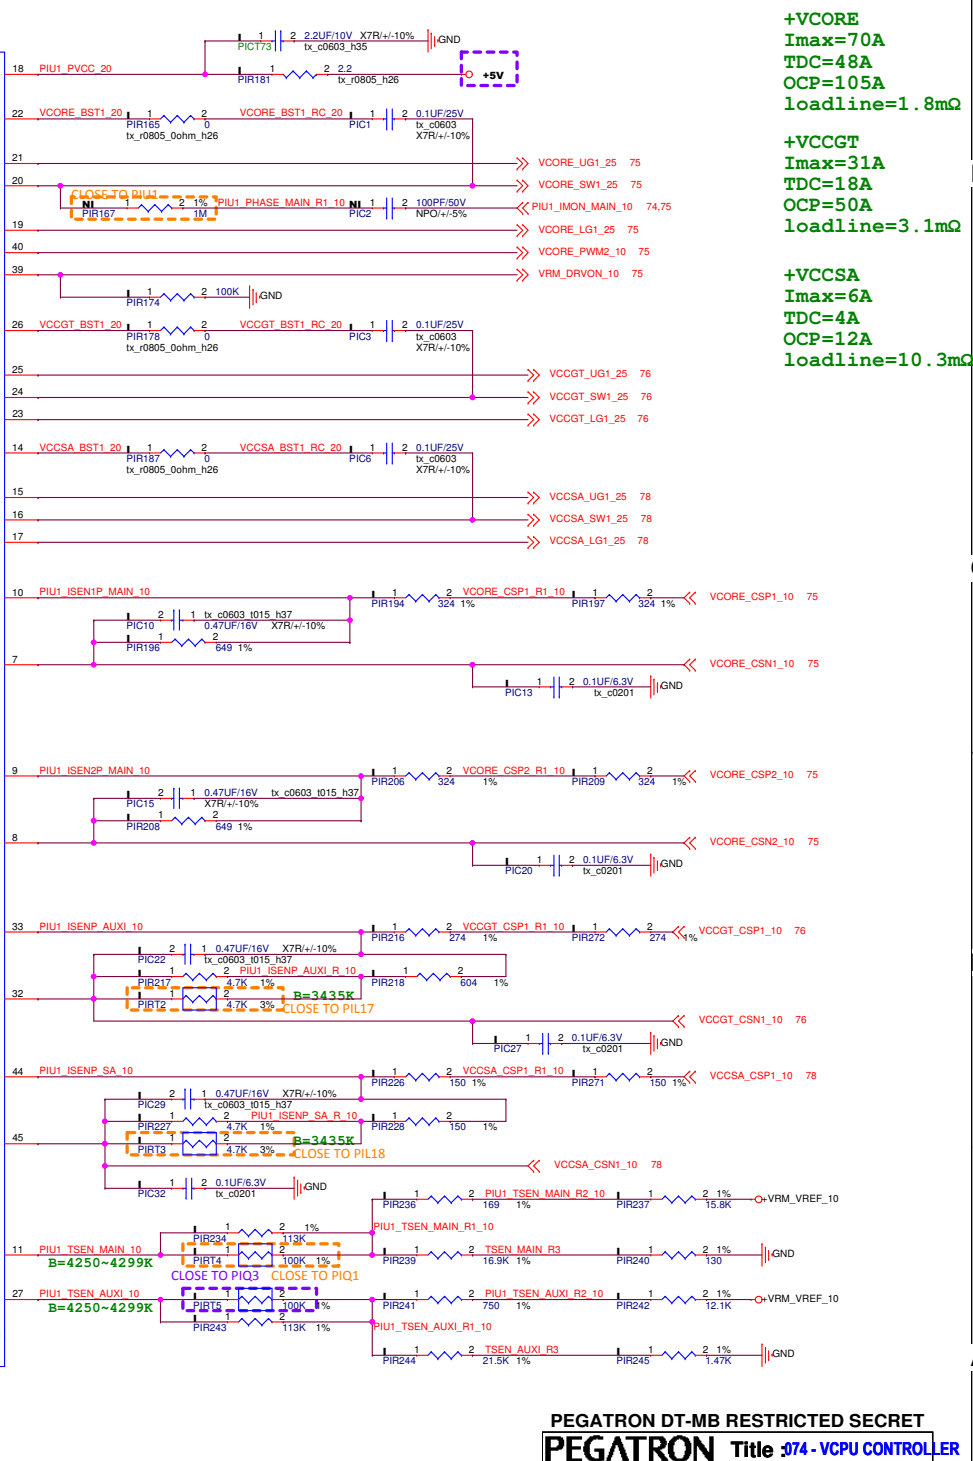 +VCORE
Imax=70A
TDC=48A
OCP=105A
loadline=1.8mΩ
+VCCGT
Imax=31A
TDC=18A
OCP=50A
loadline=3.1mΩ
+VCCSA
Imax=6A
TDC=4A
OCP=12A
loadline=10.3mΩ
1 2 2.2UF/10V X7R/+/-10% GND
PICT73 tx_c0603_h35
18 PIU1_PVCC_20 1 2 2.2 +5V
PIR181 tx_r0805_h26
22 VCORE_BST1_20 1 2 VCORE_BST1_RC_20 1 2 0.1UF/25V
PIR165 0 PIC1 tx_c0603
tx_r0805_0ohm_h26 X7R/+/-10%
21 VCORE_UG1_25 75
20 VCORE_SW1_25 75
CLOSE TO PIU1
NI 1 2 1% PIU1_PHASE_MAIN_R1_10 NI 1 2 100PF/50V PIU1_IMON_MAIN_10 74,75
PIR167 1M PIC2 NPO/+/-5%
19 VCORE_LG1_25 75
40 VCORE_PWM2_10 75
39 VRM_DRVON_10 75
1 2 100K GND
PIR174
26 VCCGT_BST1_20 1 2 VCCGT_BST1_RC_20 1 2 0.1UF/25V
PIR178 0 PIC3 tx_c0603
tx_r0805_0ohm_h26 X7R/+/-10%
25 VCCGT_UG1_25 76
24 VCCGT_SW1_25 76
23 VCCGT_LG1_25 76
14 VCCSA_BST1_20 1 2 VCCSA_BST1_RC_20 1 2 0.1UF/25V
PIR187 0 PIC6 tx_c0603
tx_r0805_0ohm_h26 X7R/+/-10%
15 VCCSA_UG1_25 78
16 VCCSA_SW1_25 78
17 VCCSA_LG1_25 78
10 PIU1_ISEN1P_MAIN_10 1 2 VCORE_CSP1_R1_10 1 2 VCORE_CSP1_10 75
PIR194 324 1% PIR197 324 1%
2 1 tx_c0603_t015_h37
PIC10 0.47UF/16V X7R/+/-10%
1 2
PIR196 649 1%
7 VCORE_CSN1_10 75
1 2 0.1UF/6.3V GND
PIC13 tx_c0201
9 PIU1_ISEN2P_MAIN_10 1 2 VCORE_CSP2_R1_10 1 2 VCORE_CSP2_10 75
PIR206 324 1% PIR209 324 1%
2 1 0.47UF/16V tx_c0603_t015_h37
PIC15 X7R/+/-10%
1 2
PIR208 649 1%
8 VCORE_CSN2_10 75
1 2 0.1UF/6.3V GND
PIC20 tx_c0201
33 PIU1_ISENP_AUXI_10 1 2 VCCGT_CSP1_R1_10 1 2 VCCGT_CSP1_10 76
PIR216 274 1% PIR272 274 1%
2 1 0.47UF/16V X7R/+/-10%
PIC22 tx_c0603_t015_h37
1 2 PIU1_ISENP_AUXI_R_10 1 2
PIR217 4.7K 1% PIR218 604 1%
32 1 2 B=3435K
PIRT2 4.7K 3% CLOSE TO PIL17
VCCGT_CSN1_10 76
1 2 0.1UF/6.3V GND
PIC27 tx_c0201
44 PIU1_ISENP_SA_10 1 2 VCCSA_CSP1_R1_10 1 2 VCCSA_CSP1_10 78
PIR226 150 1% PIR271 150 1%
2 1 0.47UF/16V X7R/+/-10%
PIC29 tx_c0603_t015_h37
1 2 PIU1_ISENP_SA_R_10 1 2
PIR227 4.7K 1% PIR228 150 1%
45 1 2 B=3435K
PIRT3 4.7K 3% CLOSE TO PIL18
VCCSA_CSN1_10 78
1 2 0.1UF/6.3V GND
PIC32 tx_c0201
1 2 PIU1_TSEN_MAIN_R2_10 1 2 1% +VRM_VREF_10
PIR236 169 1% PIR237 15.8K
1 2 1% PIU1_TSEN_MAIN_R1_10
PIR234 113K
11 PIU1_TSEN_MAIN_10 1 2 1 2 TSEN_MAIN_R3 1 2 1% GND
B=4250~4299K PIRT4 100K 1% PIR239 16.9K 1% PIR240 130
CLOSE TO PIQ3 CLOSE TO PIQ1
27 PIU1_TSEN_AUXI_10 1 2 1 2 PIU1_TSEN_AUXI_R2_10 1 2 1% +VRM_VREF_10
B=4250~4299K PIRT5 100K 1% PIR241 750 1% PIR242 12.1K
1 2 PIU1_TSEN_AUXI_R1_10
PIR243 113K 1%
1 2 TSEN_AUXI_R3 1 2 1% GND
PIR244 21.5K 1% PIR245 1.47K
PEGATRON DT-MB RESTRICTED SECRET
PEGATRON Title :074 - VCPU CONTROLLER